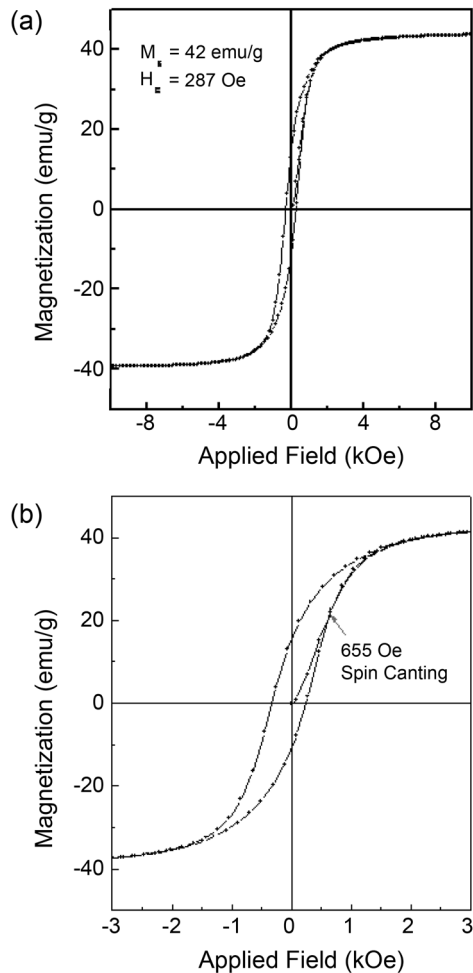 (a)
M = 42 emu/g
H = 287 Oe
Magnetization (emu/g)
40
20
0
-20
-40
-8 -4 0 4 8
Applied Field (kOe)
(b)
Magnetization (emu/g)
40
20
0
-20
-40
655 Oe
Spin Canting
-3 -2 -1 0 1 2 3
Applied Field (kOe)